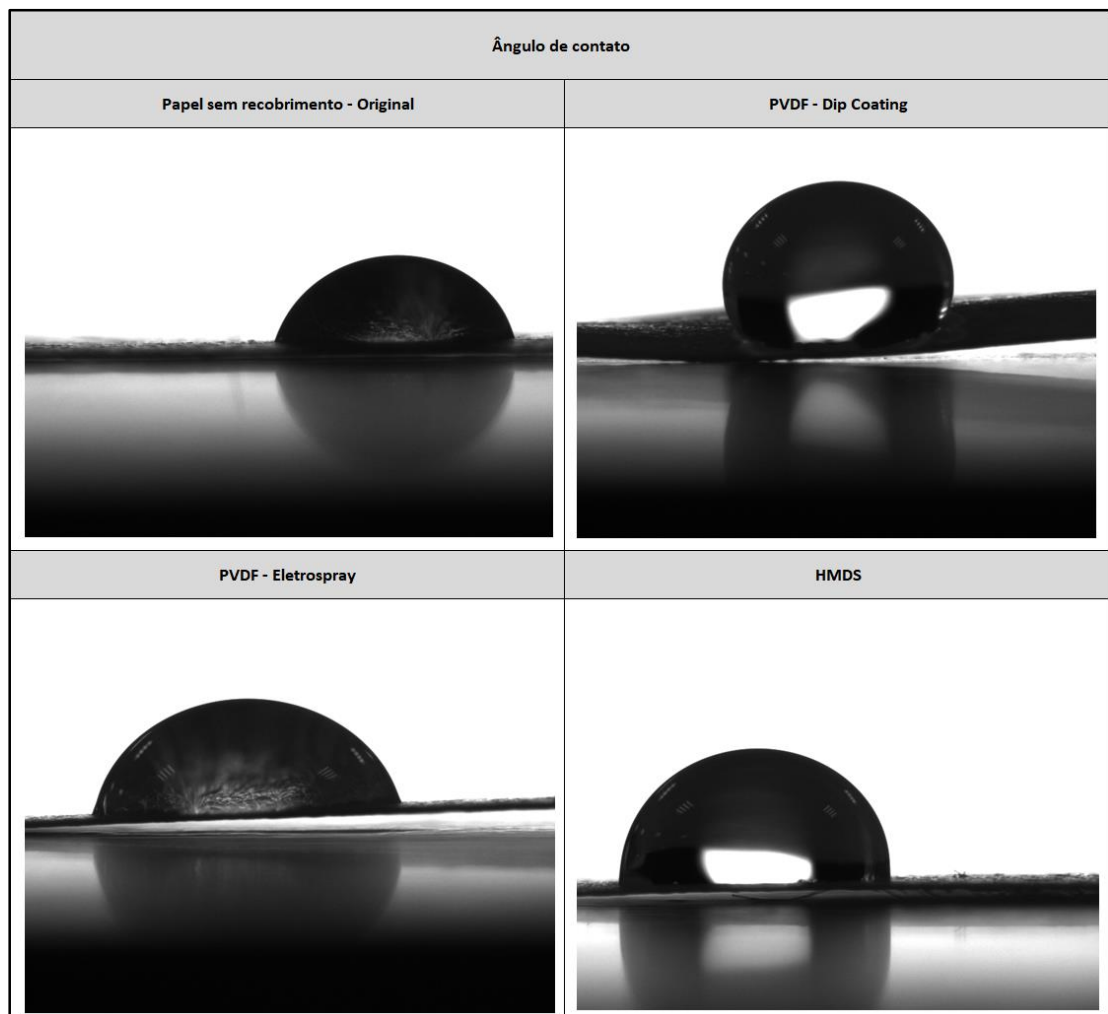 Ângulo de contato
Papel sem recobrimento - Original
PVDF - Dip Coating
PVDF - Eletrospray
HMDS